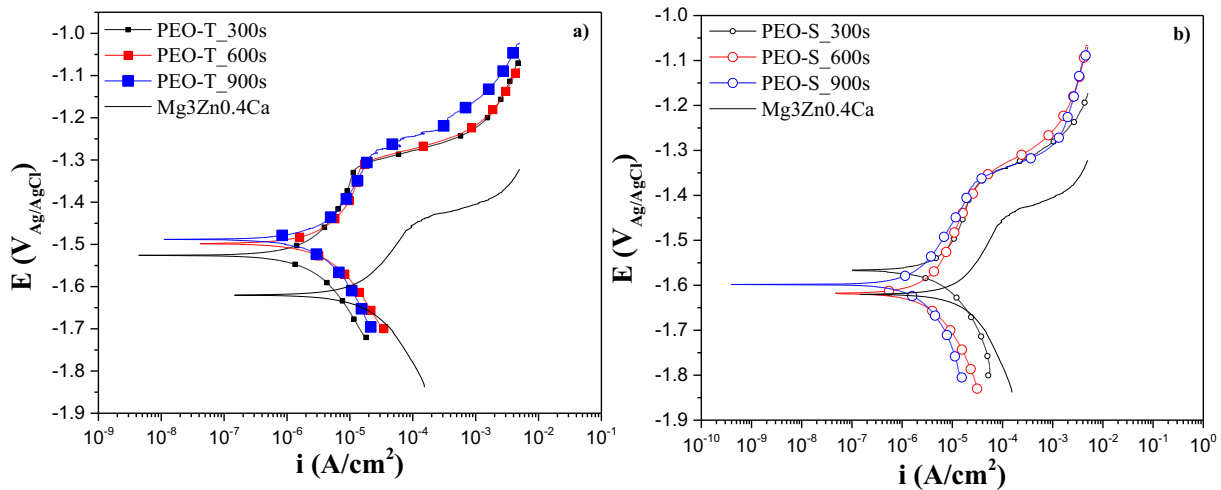 a)
PEO-T_300s
PEO-T_600s
PEO-T_900s
Mg3Zn0.4Ca
E (V_Ag/AgCl)
-1.0
-1.1
-1.2
-1.3
-1.4
-1.5
-1.6
-1.7
-1.8
-1.9
10^-9 10^-8 10^-7 10^-6 10^-5 10^-4 10^-3 10^-2 10^-1
i (A/cm^2)
b)
PEO-S_300s
PEO-S_600s
PEO-S_900s
Mg3Zn0.4Ca
E (V_Ag/AgCl)
-1.0
-1.1
-1.2
-1.3
-1.4
-1.5
-1.6
-1.7
-1.8
-1.9
10^-10 10^-9 10^-8 10^-7 10^-6 10^-5 10^-4 10^-3 10^-2 10^-1 10^0
i (A/cm^2)